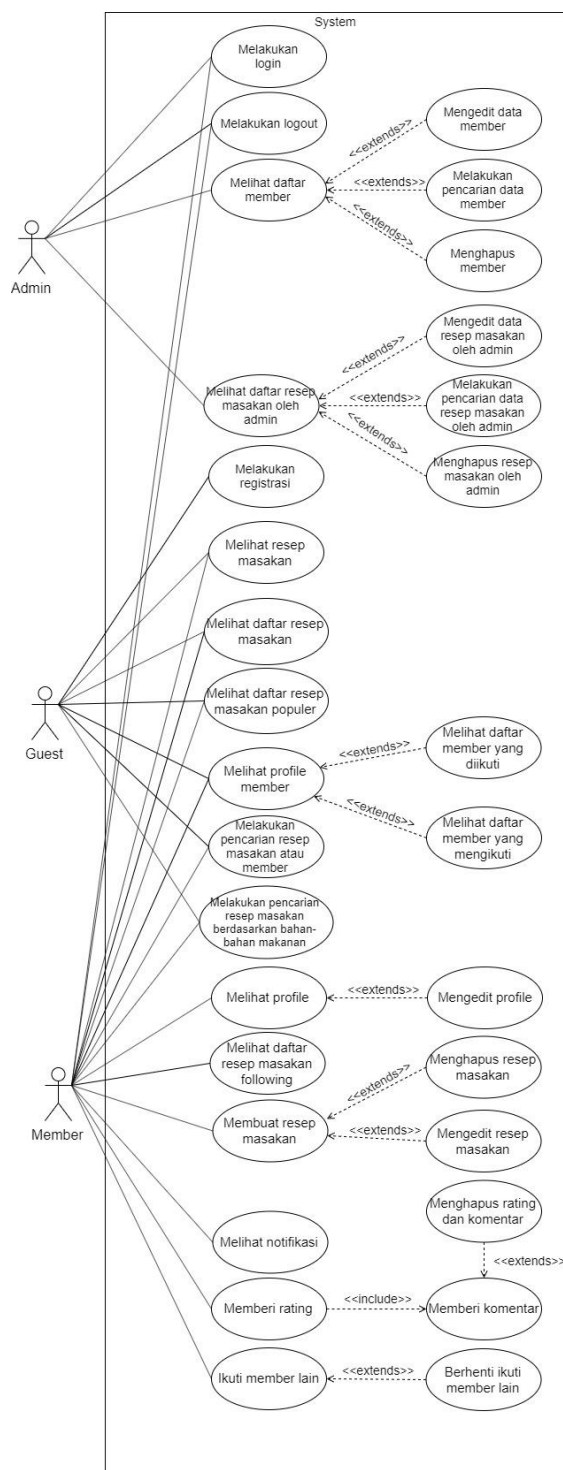 System
Melakukan
login
Melakukan logout
Melihat daftar
member
<<extends>>
Mengedit data
member
<<extends>>
Melakukan
pencarian data
member
<<extends>>
Menghapus
member
Admin
Melihat daftar resep
masakan oleh
admin
<<extends>>
Mengedit data
resep masakan
oleh admin
<<extends>>
Melakukan
pencarian data
resep masakan
oleh admin
<<extends>>
Menghapus resep
masakan oleh
admin
Melakukan
registrasi
Melihat resep
masakan
Melihat daftar resep
masakan
Melihat daftar resep
masakan populer
Guest
Melihat profile
member
<<extends>>
Melihat daftar
member yang
diikuti
<<extends>>
Melihat daftar
member yang
mengikuti
Melakukan
pencarian resep
masakan atau
member
Melakukan pencarian
resep masakan
berdasarkan bahan-
bahan makanan
Melihat profile
<<extends>>
Mengedit profile
Melihat daftar
resep masakan
following
Member
Membuat resep
masakan
<<extends>>
Menghapus resep
masakan
<<extends>>
Mengedit resep
masakan
Melihat notifikasi
Menghapus rating
dan komentar
<<extends>>
Memberi rating
<<include>>
Memberi komentar
Ikuti member lain
<<extends>>
Berhenti ikuti
member lain